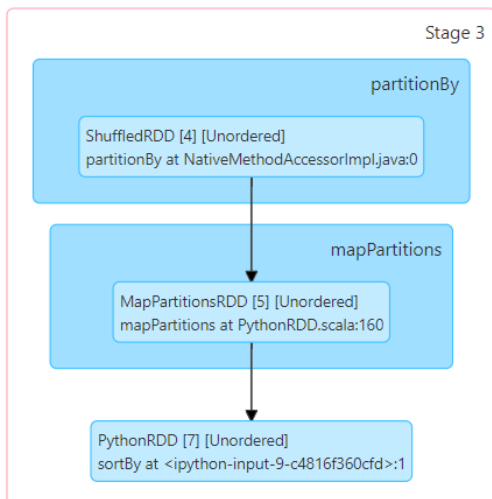 Stage 3
partitionBy
ShuffledRDD [4] [Unordered]
partitionBy at NativeMethodAccessorImpl.java:0
mapPartitions
MapPartitionsRDD [5] [Unordered]
mapPartitions at PythonRDD.scala:160
PythonRDD [7] [Unordered]
sortBy at <ipython-input-9-c4816f360cfd>:1